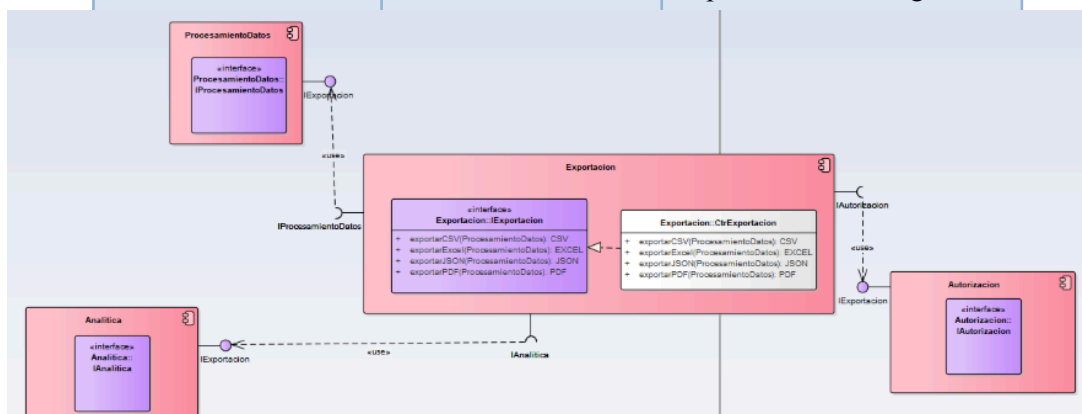 ProcesamientoDatos
«interface»
ProcesamientoDatos::
IProcesamientoDatos
IExportacion
«use»
IProcesamientoDatos
Exportacion
«interface»
Exportacion::IExportacion
+ exportarCSV(ProcesamientoDatos): CSV
+ exportarExcel(ProcesamientoDatos): EXCEL
+ exportarJSON(ProcesamientoDatos): JSON
+ exportarPDF(ProcesamientoDatos): PDF
Exportacion::CtrExportacion
+ exportarCSV(ProcesamientoDatos): CSV
+ exportarExcel(ProcesamientoDatos): EXCEL
+ exportarJSON(ProcesamientoDatos): JSON
+ exportarPDF(ProcesamientoDatos): PDF
IAutorizacion
«use»
IExportacion
Autorizacion
«interface»
Autorizacion::
IAutorizacion
Analitica
«interface»
Analitica::
IAnalitica
IExportacion
«use»
IAnalitica